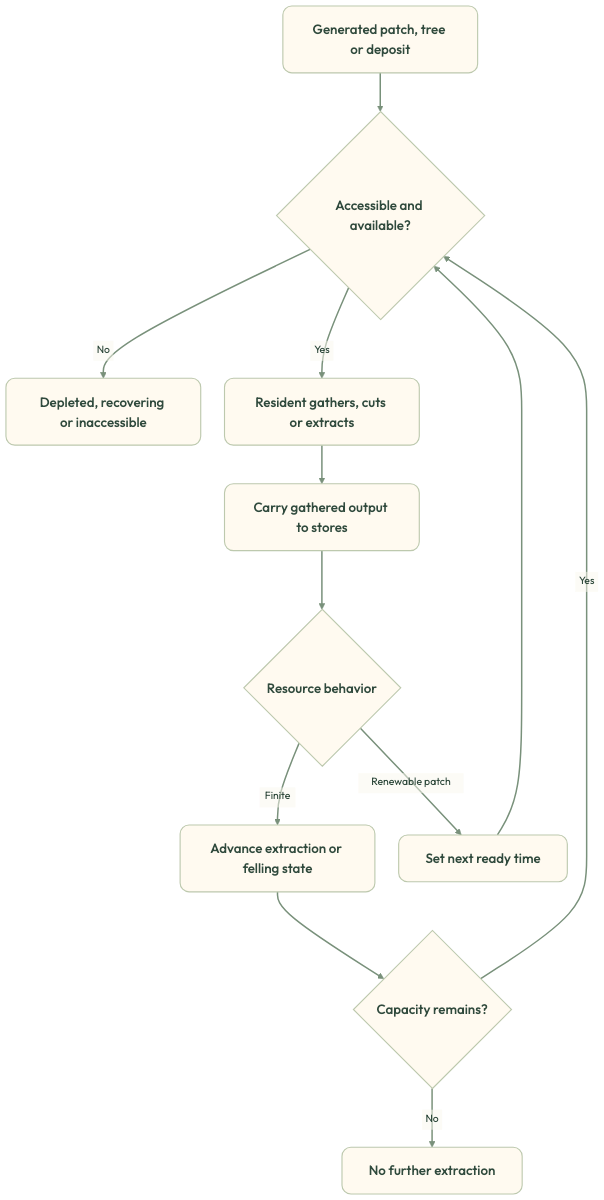 Generated patch, tree
or deposit
Accessible and
available?
No
Yes
Depleted, recovering
or inaccessible
Resident gathers, cuts
or extracts
Carry gathered output
to stores
Yes
Resource behavior
Renewable patch
Finite
Advance extraction or
felling state
Set next ready time
Capacity remains?
No
No further extraction